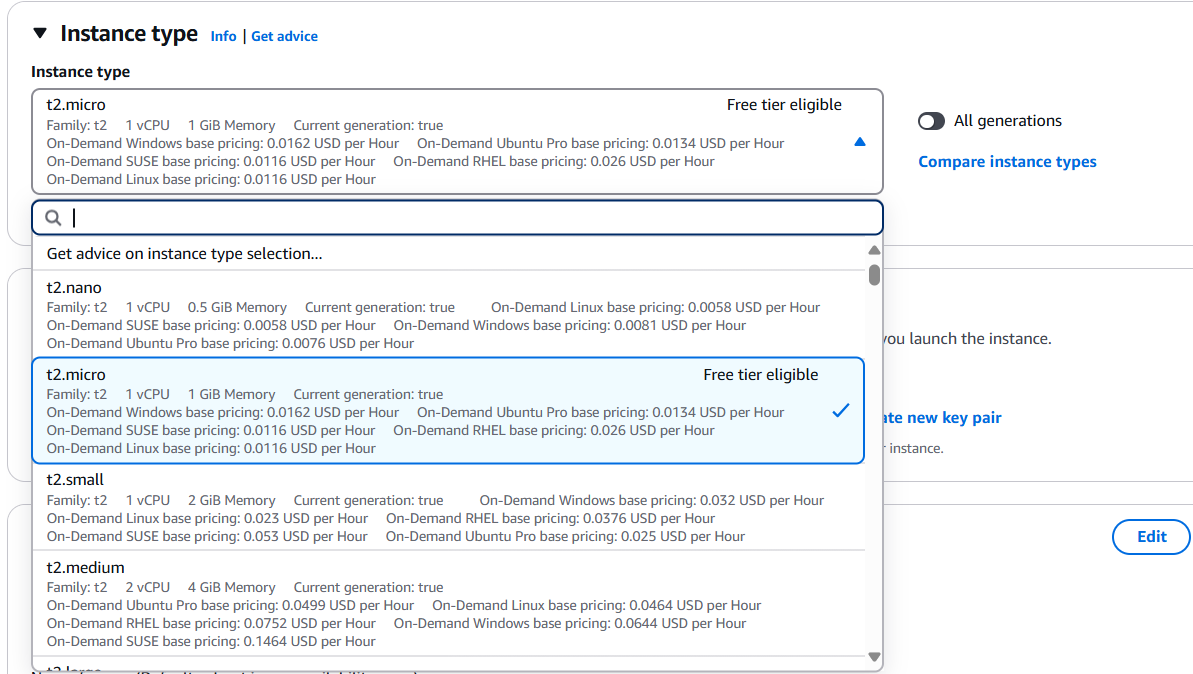 Instance type Info | Get advice
Instance type
t2.micro Free tier eligible
Family: t2 1 vCPU 1 GiB Memory Current generation: true
On-Demand Windows base pricing: 0.0162 USD per Hour On-Demand Ubuntu Pro base pricing: 0.0134 USD per Hour
On-Demand SUSE base pricing: 0.0116 USD per Hour On-Demand RHEL base pricing: 0.026 USD per Hour
On-Demand Linux base pricing: 0.0116 USD per Hour
All generations
Compare instance types
Get advice on instance type selection...
t2.nano
Family: t2 1 vCPU 0.5 GiB Memory Current generation: true On-Demand Linux base pricing: 0.0058 USD per Hour
On-Demand SUSE base pricing: 0.0058 USD per Hour On-Demand Windows base pricing: 0.0081 USD per Hour
On-Demand Ubuntu Pro base pricing: 0.0076 USD per Hour
t2.micro Free tier eligible
Family: t2 1 vCPU 1 GiB Memory Current generation: true
On-Demand Windows base pricing: 0.0162 USD per Hour On-Demand Ubuntu Pro base pricing: 0.0134 USD per Hour
On-Demand SUSE base pricing: 0.0116 USD per Hour On-Demand RHEL base pricing: 0.026 USD per Hour
On-Demand Linux base pricing: 0.0116 USD per Hour
t2.small
Family: t2 1 vCPU 2 GiB Memory Current generation: true On-Demand Windows base pricing: 0.032 USD per Hour
On-Demand Linux base pricing: 0.023 USD per Hour On-Demand RHEL base pricing: 0.0376 USD per Hour
On-Demand SUSE base pricing: 0.053 USD per Hour On-Demand Ubuntu Pro base pricing: 0.025 USD per Hour
t2.medium
Family: t2 2 vCPU 4 GiB Memory Current generation: true
On-Demand Ubuntu Pro base pricing: 0.0499 USD per Hour On-Demand Linux base pricing: 0.0464 USD per Hour
On-Demand RHEL base pricing: 0.0752 USD per Hour On-Demand Windows base pricing: 0.0644 USD per Hour
On-Demand SUSE base pricing: 0.1464 USD per Hour
t2.large
you launch the instance.
ate new key pair
instance.
Edit